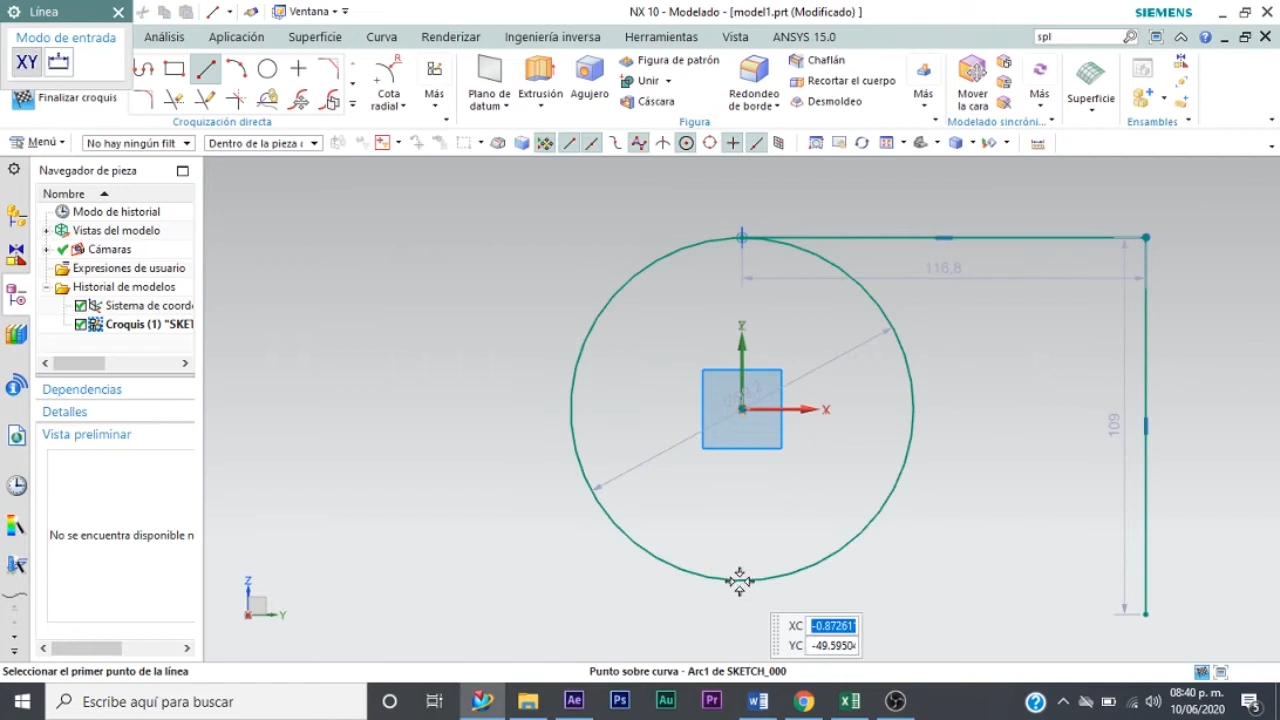 Línea
Ventana
NX 10 - Modelado - [model1.prt (Modificado) ]
SIEMENS
Modo de entrada
XY
Análisis
Aplicación
Superficie
Curva
Renderizar
Ingeniería inversa
Herramientas
Vista
ANSYS 15.0
spl
Finalizar croquis
Cota radial
Más
Croquización directa
Plano de datum
Extrusión
Agujero
Figura de patrón
Unir
Cáscara
Redondeo de borde
Chaflán
Recortar el cuerpo
Desmoldeo
Más
Figura
Mover la cara
Más
Modelado sincróni...
Superficie
Ensambles
Menú
No hay ningún filt
Dentro de la pieza
Navegador de pieza
Nombre
Modo de historial
Vistas del modelo
Cámaras
Expresiones de usuario
Historial de modelos
Sistema de coord
Croquis (1) "SKET
Dependencias
Detalles
Vista preliminar
No se encuentra disponible n
116,8
109
Z
X
Y
X
Z
Y
XC -0.87261
YC -49.5950
Seleccionar el primer punto de la línea
Punto sobre curva - Arc1 de SKETCH_000
Escribe aquí para buscar
Ae
Ps
Au
Pr
08:40 p. m.
10/06/2020
5